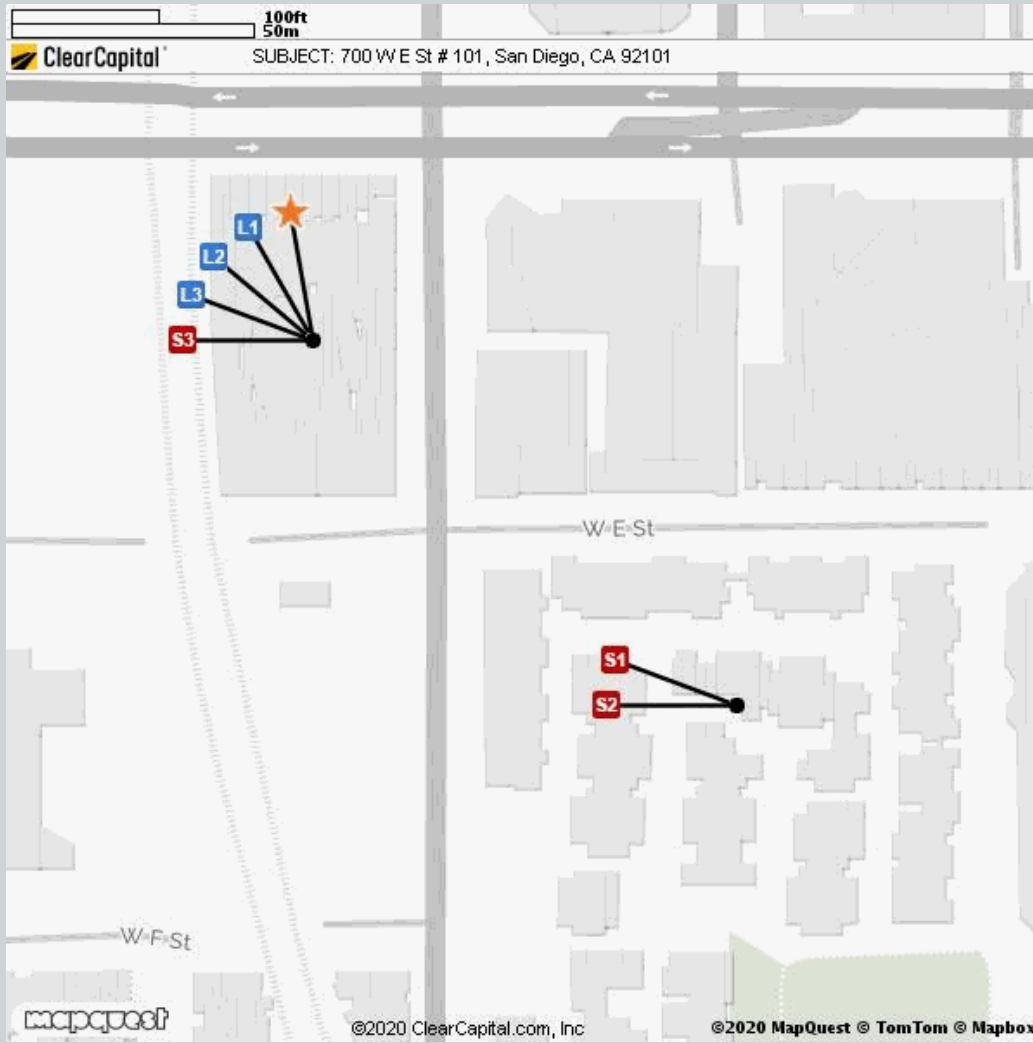 100ft
50m
ClearCapital SUBJECT: 700 W E St # 101, San Diego, CA 92101
L1
L2
L3
S3
W E St
S1
S2
W F St
mapquest ©2020 ClearCapital.com, Inc ©2020 MapQuest © TomTom © Mapbox